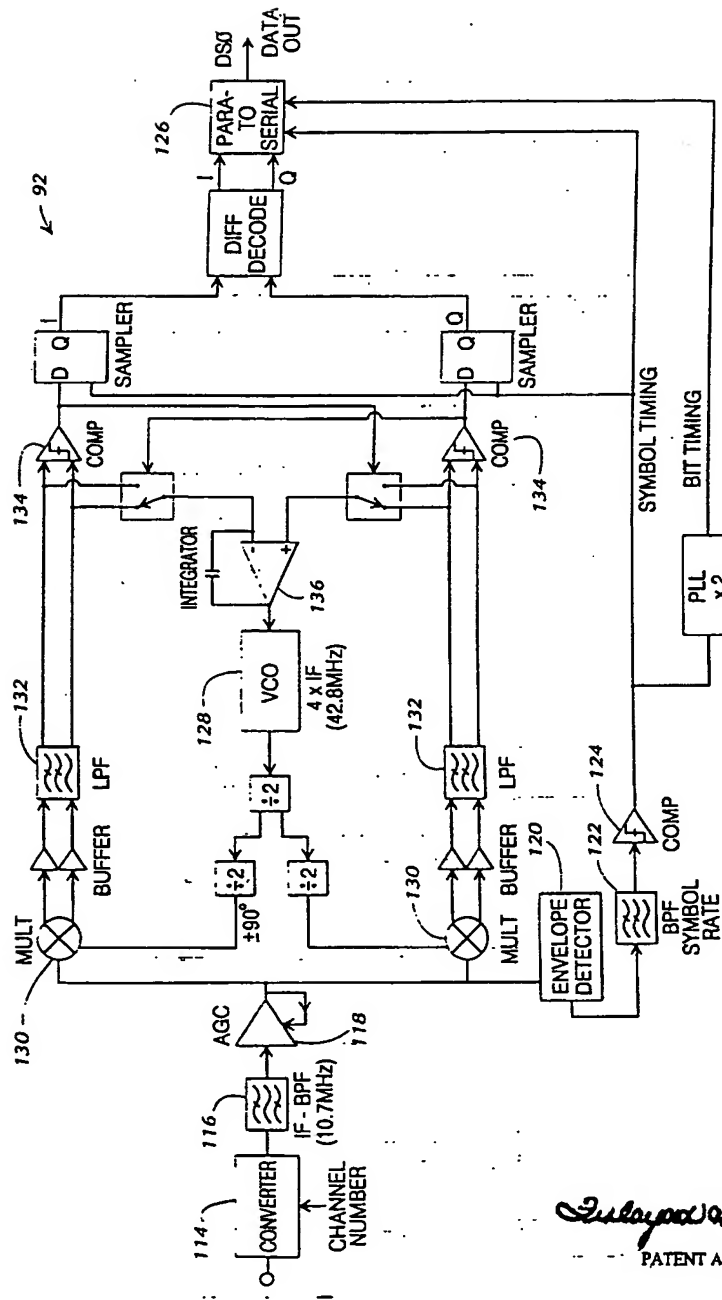 92
126
PARA-
TO
SERIAL
DSØ
DATA
OUT
I
Q
DIFF
DECODE
I
D Q
SAMPLER
Q
D Q
SAMPLER
134
COMP
134
COMP
SYMBOL TIMING
BIT TIMING
PLL
x 2
INTEGRATOR
-
+
136
128
VCO
4 x IF
(42.8MHz)
÷2
÷2
÷2
±90°
132
LPF
BUFFER
MULT
130
132
LPF
BUFFER
MULT
130
124
COMP
122
BPF
SYMBOL
RATE
120
ENVELOPE
DETECTOR
AGC
118
116
IF - BPF
(10.7MHz)
114
CONVERTER
CHANNEL
NUMBER
PATENT A